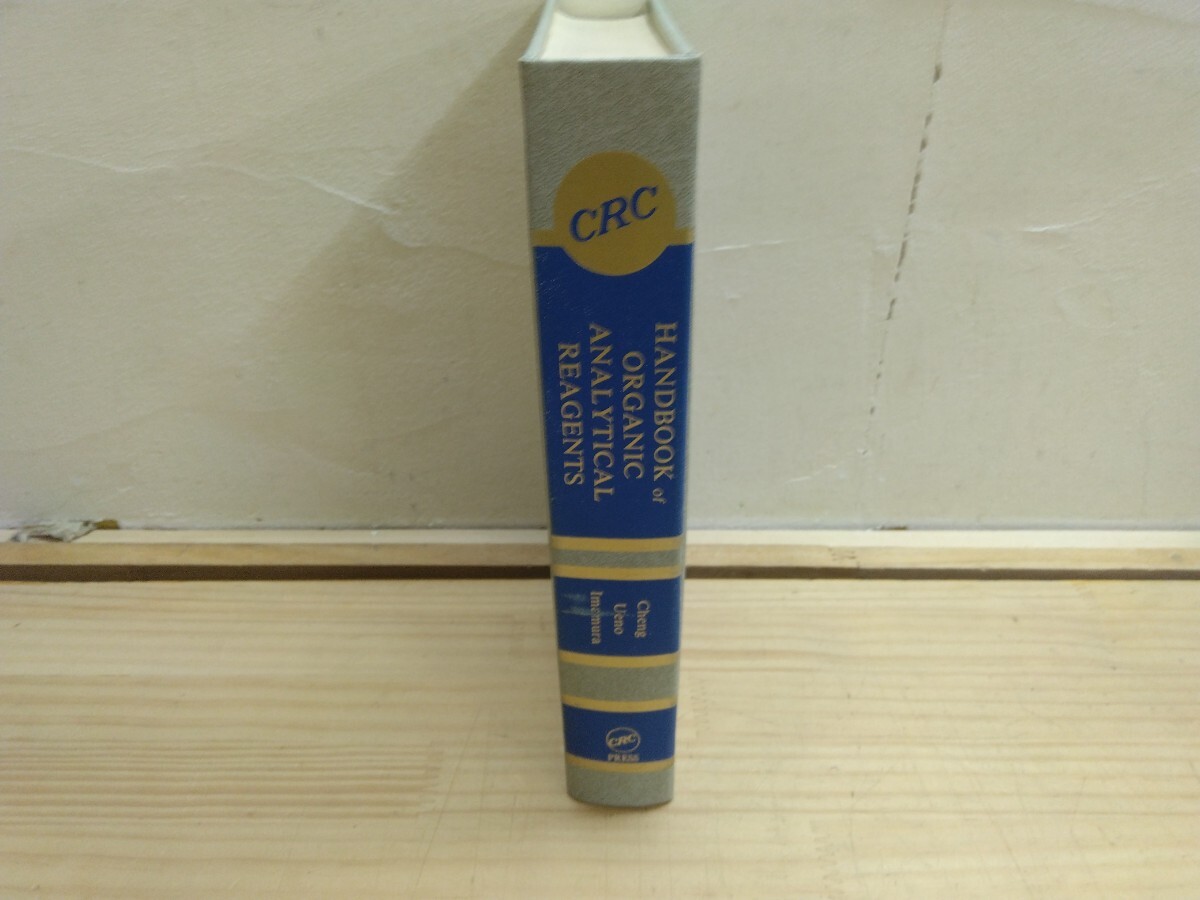 CRC
HANDBOOK of
ORGANIC
ANALYTICAL
REAGENTS
Cheng
Ueno
Imamura
CRC
PRESS